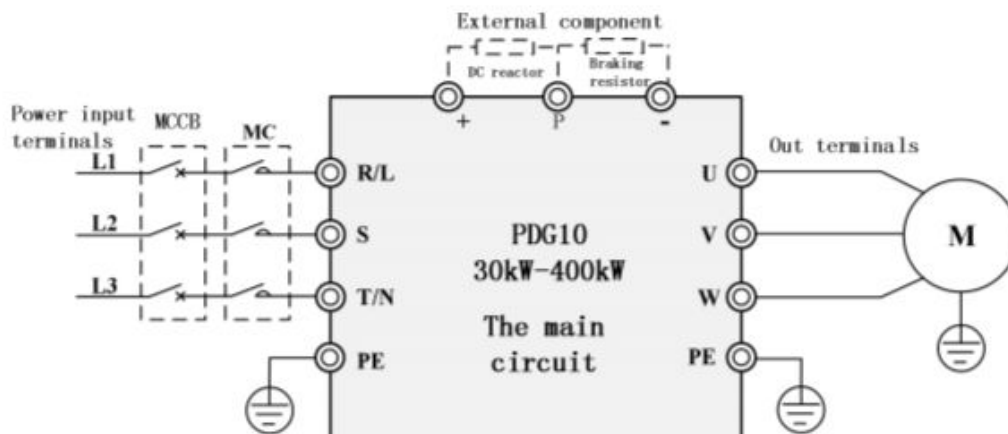 External component
DC reactor
Braking
resistor
+
P
-
Power input
terminals
MCCB
MC
Out terminals
L1
R/L
U
L2
S
V
L3
T/N
W
PDG10
30kW-400kW
The main
circuit
M
PE
PE